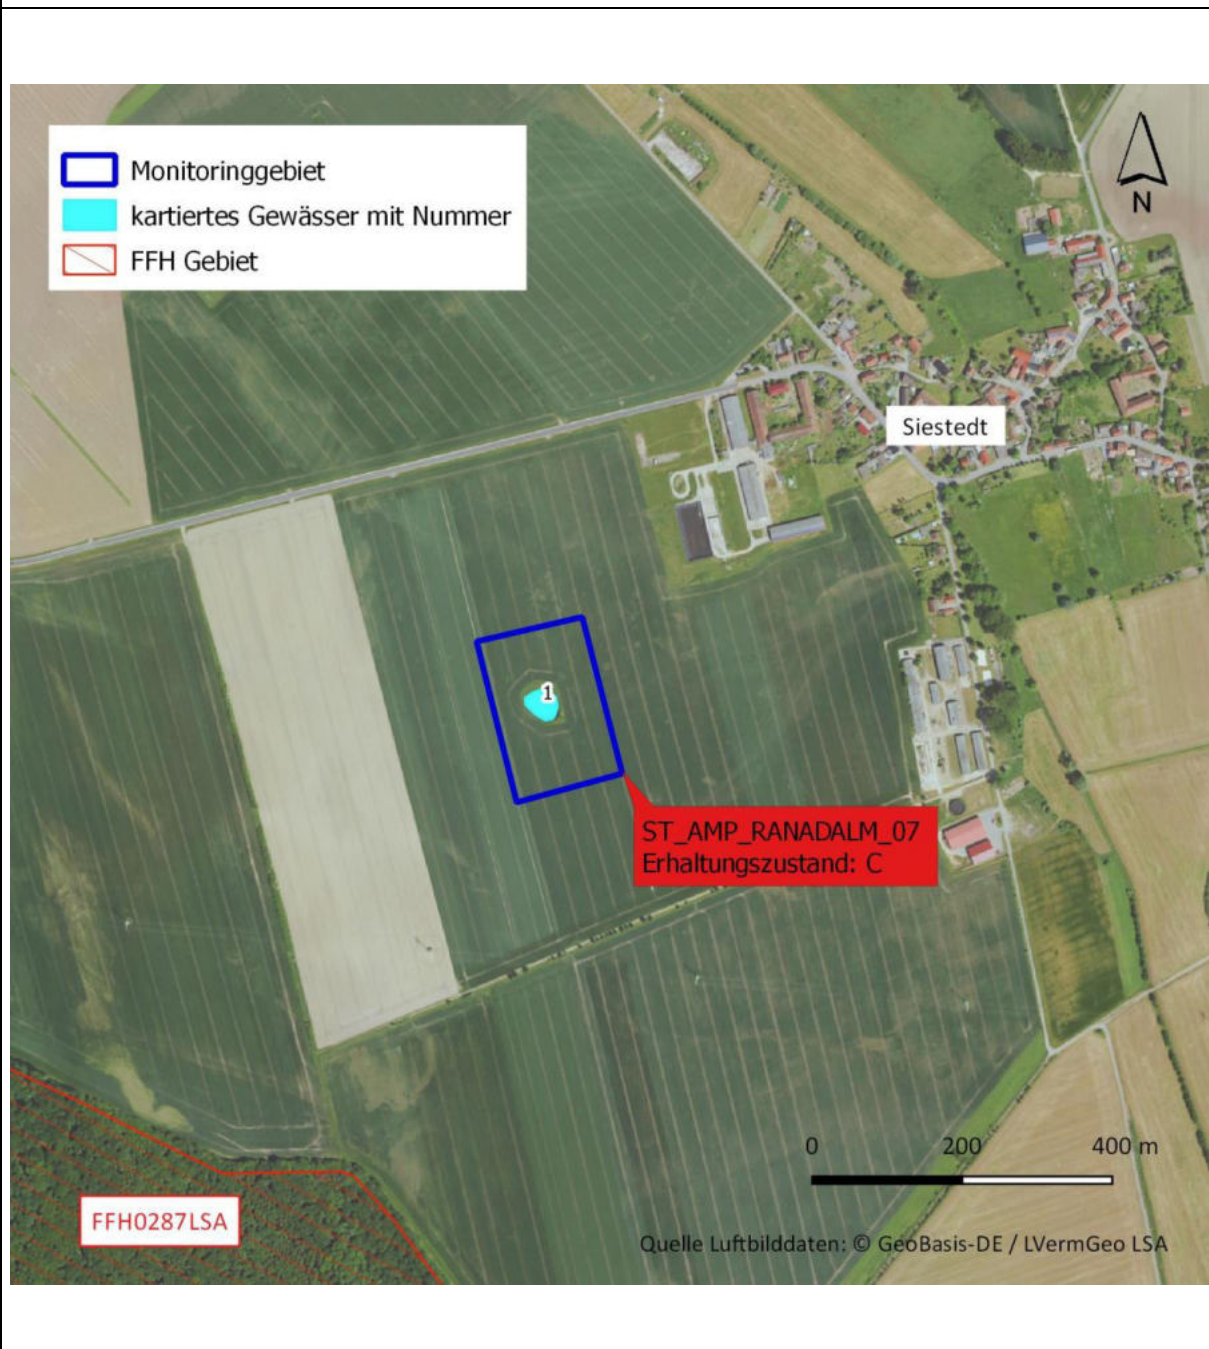 Monitoringgebiet
kartiertes Gewässer mit Nummer
FFH Gebiet
N
Siestedt
1
ST_AMP_RANADALM_07
Erhaltungszustand: C
0 200 400 m
FFH0287LSA
Quelle Luftbilddaten: © GeoBasis-DE / LVermGeo LSA